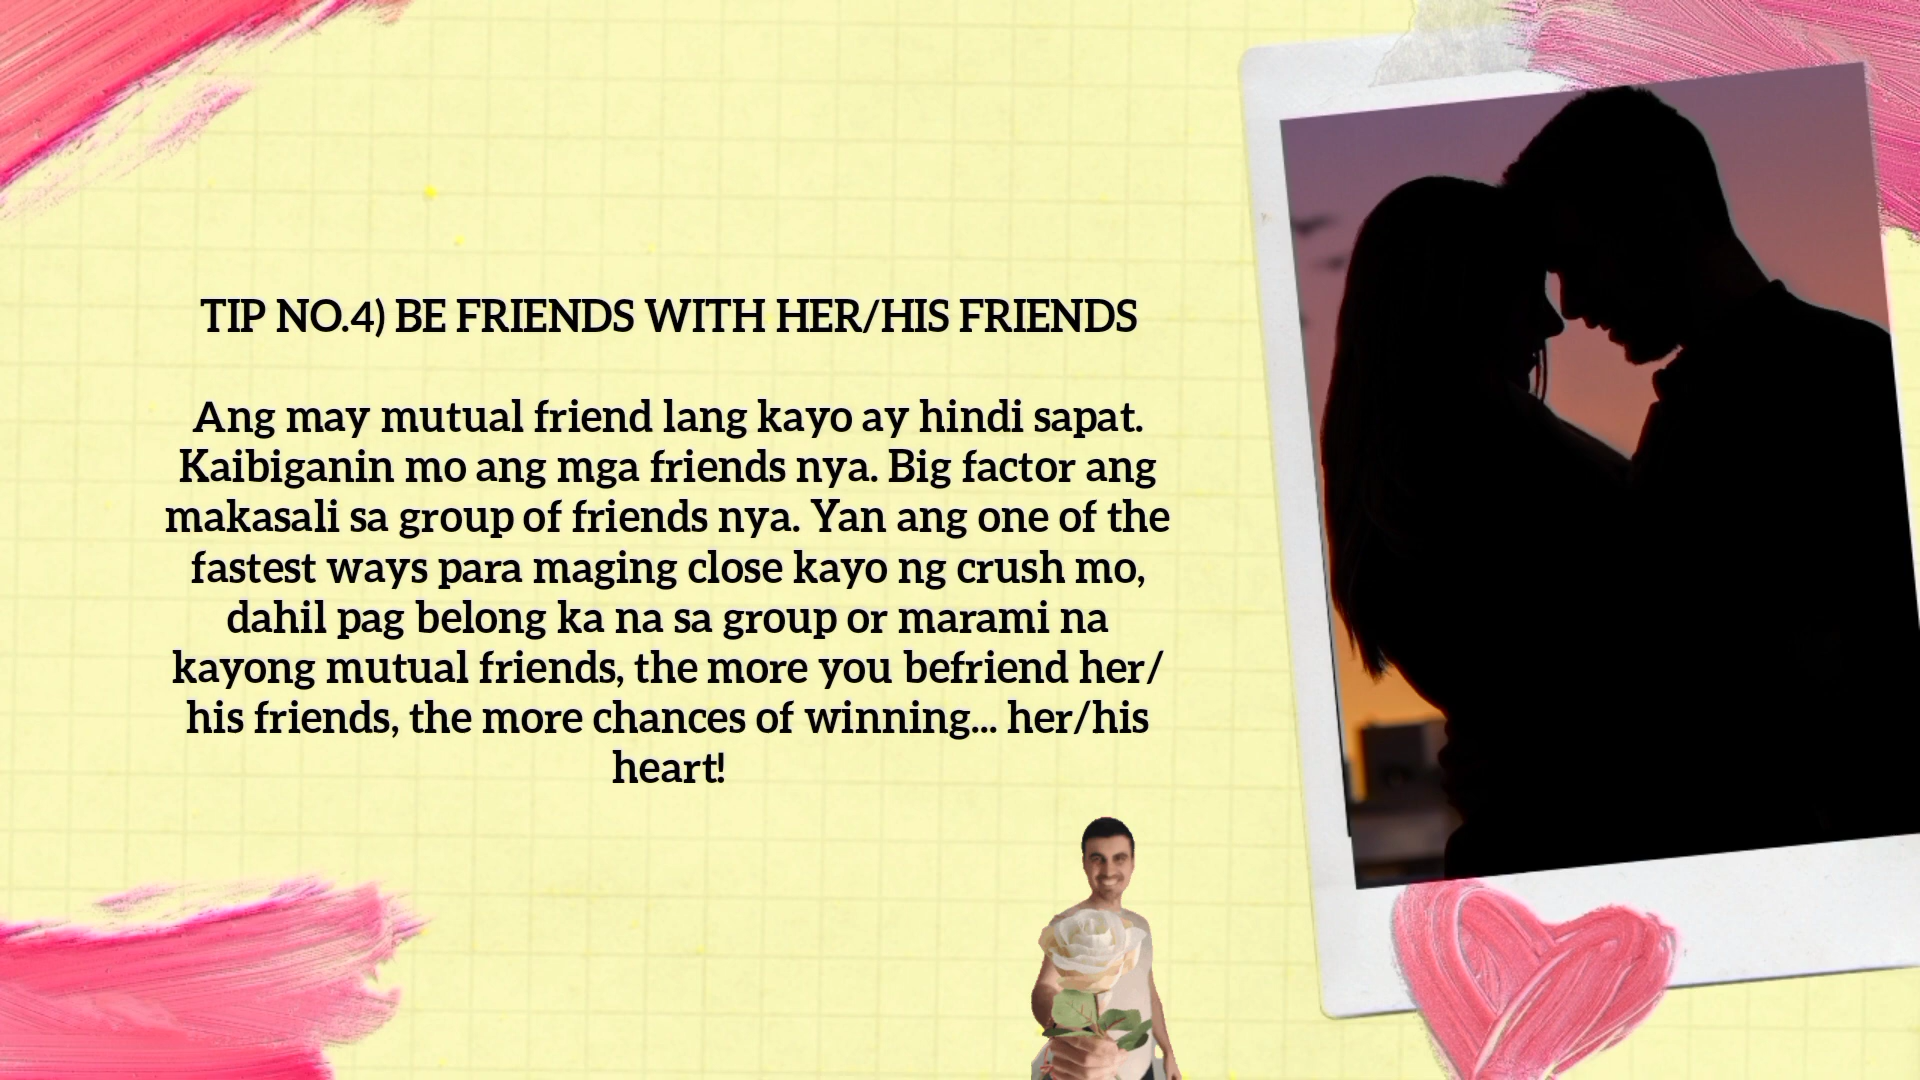 TIP NO.4) BE FRIENDS WITH HER/HIS FRIENDS
Ang may mutual friend lang kayo ay hindi sapat.
Kaibiganin mo ang mga friends nya. Big factor ang
makasali sa group of friends nya. Yan ang one of the
fastest ways para maging close kayo ng crush mo,
dahil pag belong ka na sa group or marami na
kayong mutual friends, the more you befriend her/
his friends, the more chances of winning... her/his
heart!